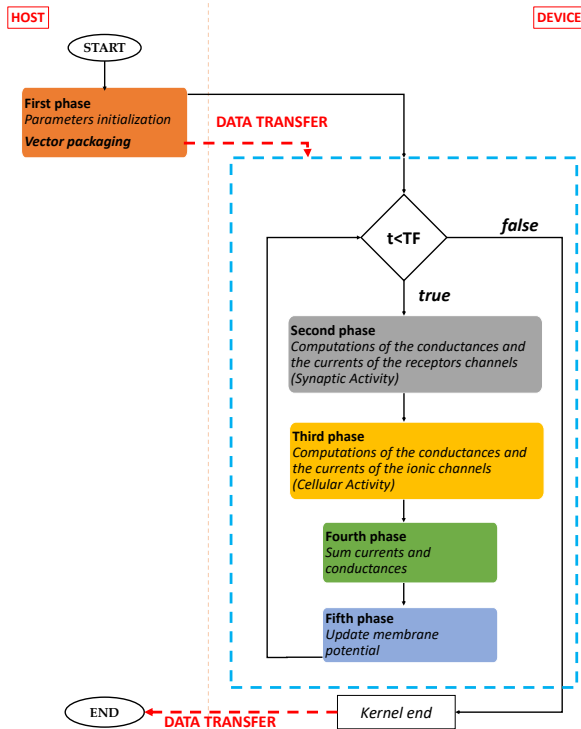 HOST
DEVICE
START
First phase
Parameters initialization
Vector packaging
DATA TRANSFER
t<TF
false
true
Second phase
Computations of the conductances and
the currents of the receptors channels
(Synaptic Activity)
Third phase
Computations of the conductances and
the currents of the ionic channels
(Cellular Activity)
Fourth phase
Sum currents and
conductances
Fifth phase
Update membrane
potential
END
DATA TRANSFER
Kernel end